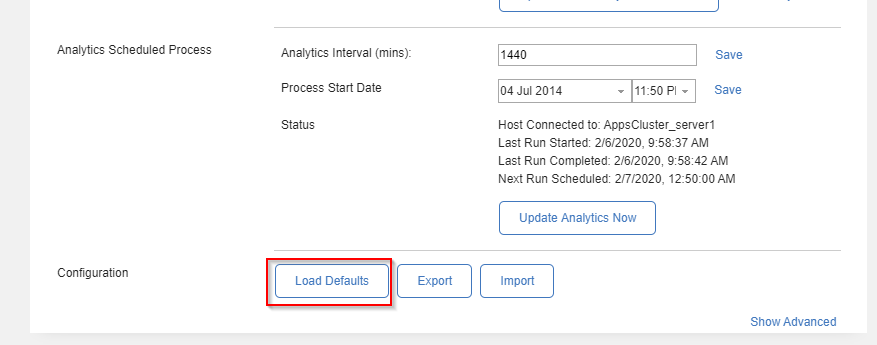 Analytics Scheduled Process
Analytics Interval (mins):
1440
Save
Process Start Date
04 Jul 2014
11:50 P
Save
Status
Host Connected to: AppsCluster_server1
Last Run Started: 2/6/2020, 9:58:37 AM
Last Run Completed: 2/6/2020, 9:58:42 AM
Next Run Scheduled: 2/7/2020, 12:50:00 AM
Update Analytics Now
Configuration
Load Defaults
Export
Import
Show Advanced